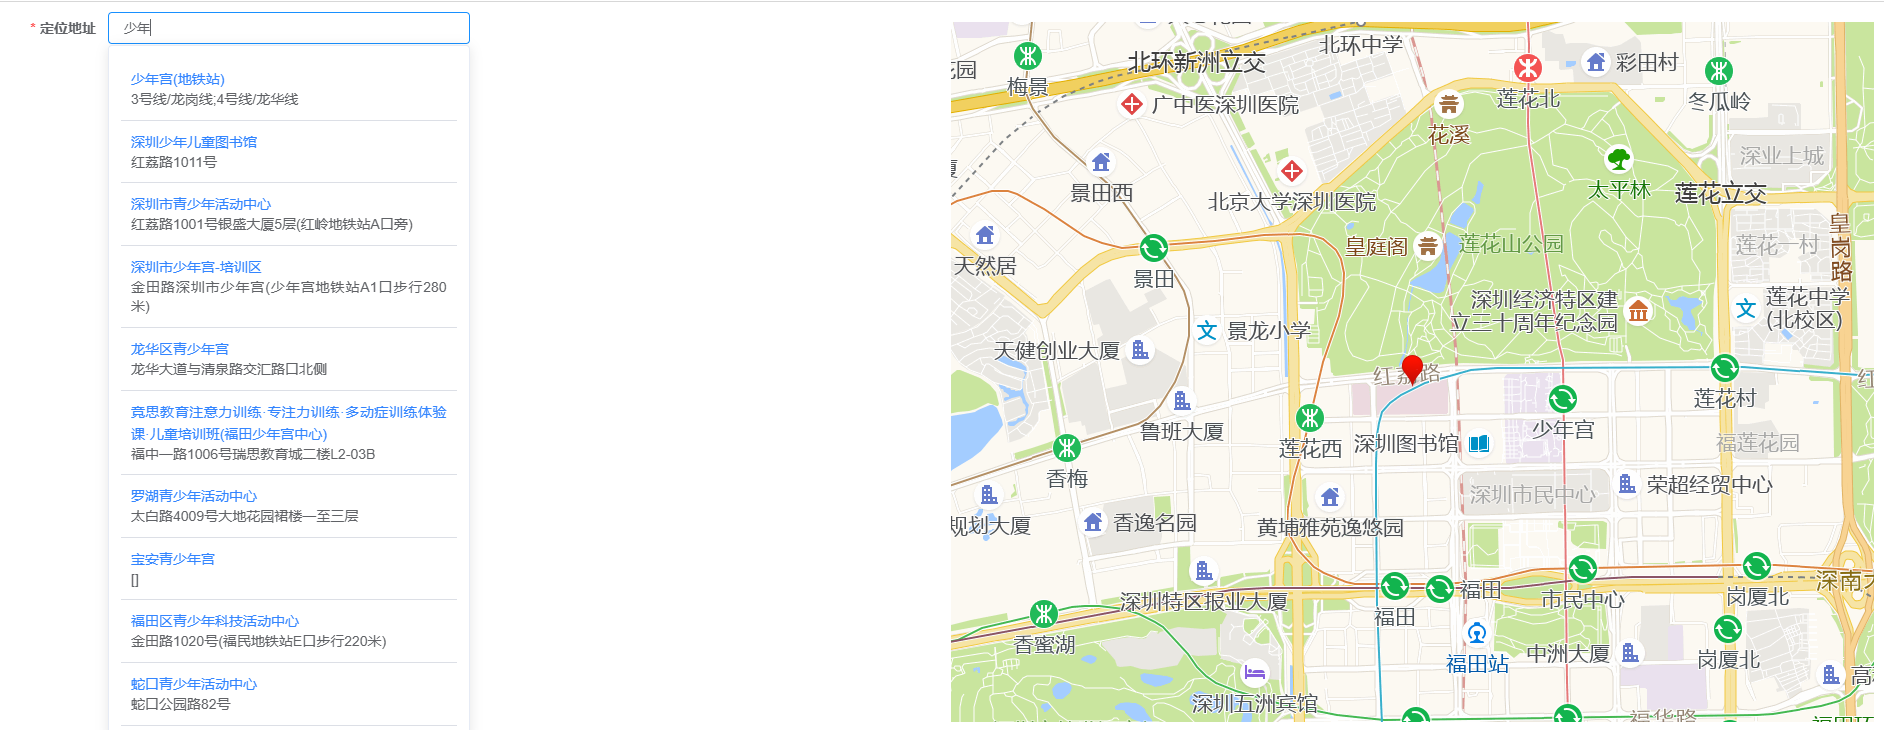 * 定位地址
少年
少年宫(地铁站)
3号线/龙岗线;4号线/龙华线
深圳少年儿童图书馆
红荔路1011号
深圳市青少年活动中心
红荔路1001号银盛大厦5层(红岭地铁站A口旁)
深圳市少年宫-培训区
金田路深圳市少年宫(少年宫地铁站A1口步行280
米)
龙华区青少年宫
龙华大道与清泉路交汇路口北侧
竞思教育注意力训练·专注力训练·多动症训练体验
课·儿童培训班(福田少年宫中心)
福中一路1006号瑞思教育城二楼L2-03B
罗湖青少年活动中心
太白路4009号大地花园裙楼一至三层
宝安青少年宫
[]
福田区青少年科技活动中心
金田路1020号(福民地铁站E口步行220米)
蛇口青少年活动中心
蛇口公园路82号
北环中学
北环新洲立交
彩田村
花园
梅景
莲花北
冬瓜岭
广中医深圳医院
花溪
深业上城
景田西
太平林
莲花立交
北京大学深圳医院
皇岗路
皇庭阁
莲花山公园
莲花一村
天然居
景田
深圳经济特区建
立三十周年纪念园
莲花中学
(北校区)
景龙小学
天健创业大厦
红荔路
红
莲花村
鲁班大厦
少年宫
莲花西
深圳图书馆
福莲花园
香梅
深圳市民中心
荣超经贸中心
规划大厦
香逸名园
黄埔雅苑逸悠园
深南大
福田
市民中心
岗厦北
深圳特区报业大厦
福田
香蜜湖
福田站
中洲大厦
岗厦北
高
深圳五洲宾馆
福华路